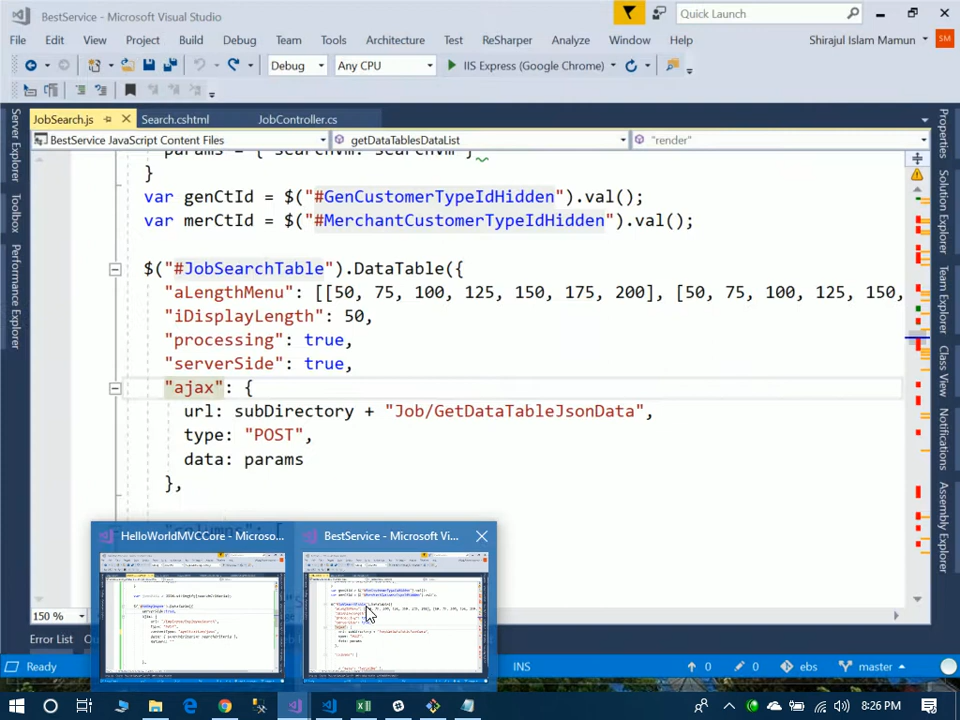 BestService - Microsoft Visual Studio
Quick Launch
File Edit View Project Build Debug Team Tools Architecture Test ReSharper Analyze Window Help Shirajul Islam Mamun SM
Debug Any CPU IIS Express (Google Chrome)
JobSearch.js Search.cshtml JobController.cs
BestService JavaScript Content Files getDataTablesDataList "render"
params = { searchVm: searchVm }
}
var genCtId = $("#GenCustomerTypeIdHidden").val();
var merCtId = $("#MerchantCustomerTypeIdHidden").val();
$("#JobSearchTable").DataTable({
"aLengthMenu": [[50, 75, 100, 125, 150, 175, 200], [50, 75, 100, 125, 150,
"iDisplayLength": 50,
"processing": true,
"serverSide": true,
"ajax": {
url: subDirectory + "Job/GetDataTableJsonData",
type: "POST",
data: params
},
"columns": [
Server Explorer
Toolbox
Performance Explorer
Properties
Solution Explorer
Team Explorer
Class View
Notifications
Assembly Explorer
HelloWorldMVCCore - Microso... BestService - Microsoft Vi...
150 %
Error List
Ready INS 0 0 ebs master
8:26 PM